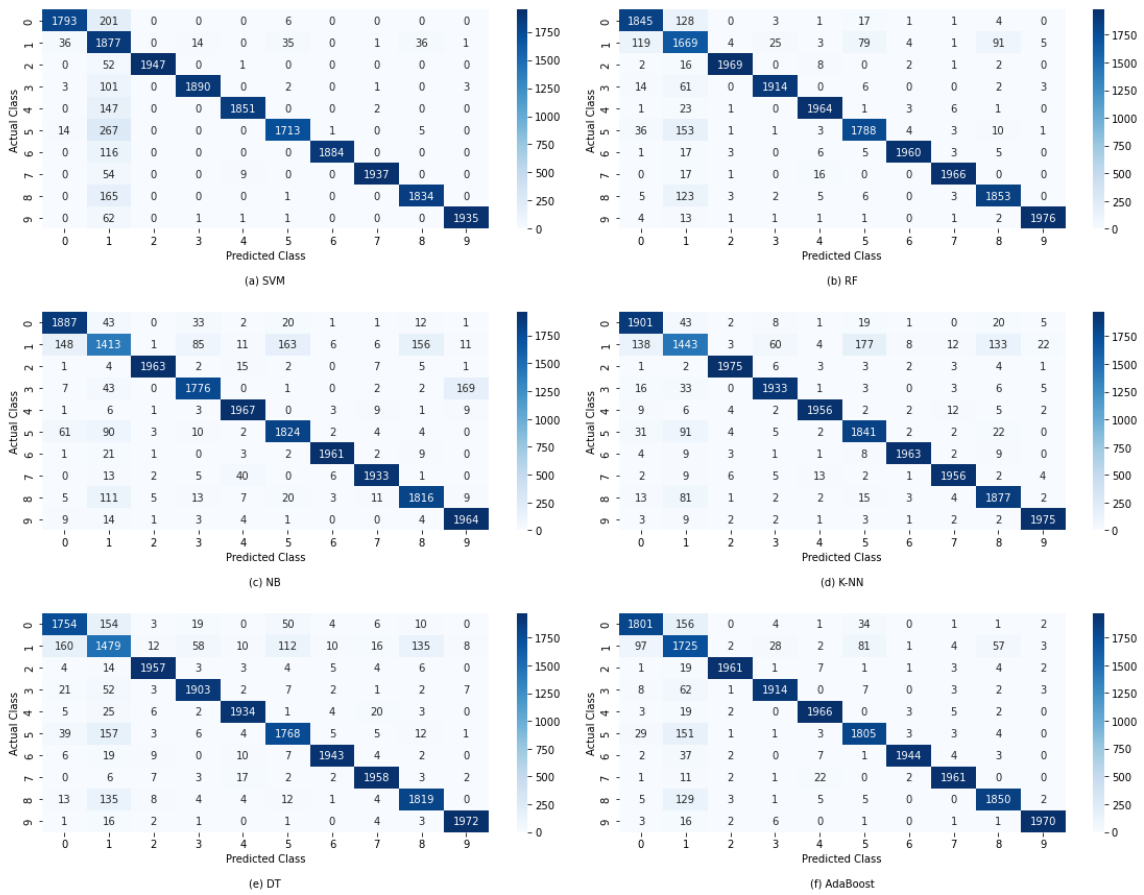 Actual Class
0 1793 201 0 0 0 6 0 0 0 0
1 36 1877 0 14 0 35 0 1 36 1
2 0 52 1947 0 1 0 0 0 0 0
3 3 101 0 1890 0 2 0 1 0 3
4 0 147 0 0 1851 0 0 2 0 0
5 14 267 0 0 0 1713 1 0 5 0
6 0 116 0 0 0 0 1884 0 0 0
7 0 54 0 0 9 0 0 1937 0 0
8 0 165 0 0 0 1 0 0 1834 0
9 0 62 0 1 1 1 0 0 0 1935
0 1 2 3 4 5 6 7 8 9
Predicted Class
1750
1500
1250
1000
750
500
250
0
(a) SVM
Actual Class
0 1845 128 0 3 1 17 1 1 4 0
1 119 1669 4 25 3 79 4 1 91 5
2 2 16 1969 0 8 0 2 1 2 0
3 14 61 0 1914 0 6 0 0 2 3
4 1 23 1 0 1964 1 3 6 1 0
5 36 153 1 1 3 1788 4 3 10 1
6 1 17 3 0 6 5 1960 3 5 0
7 0 17 1 0 16 0 0 1966 0 0
8 5 123 3 2 5 6 0 3 1853 0
9 4 13 1 1 1 1 0 1 2 1976
0 1 2 3 4 5 6 7 8 9
Predicted Class
1750
1500
1250
1000
750
500
250
0
(b) RF
Actual Class
0 1887 43 0 33 2 20 1 1 12 1
1 148 1413 1 85 11 163 6 6 156 11
2 1 4 1963 2 15 2 0 7 5 1
3 7 43 0 1776 0 1 0 2 2 169
4 1 6 1 3 1967 0 3 9 1 9
5 61 90 3 10 2 1824 2 4 4 0
6 1 21 1 0 3 2 1961 2 9 0
7 0 13 2 5 40 0 6 1933 1 0
8 5 111 5 13 7 20 3 11 1816 9
9 9 14 1 3 4 1 0 0 4 1964
0 1 2 3 4 5 6 7 8 9
Predicted Class
1750
1500
1250
1000
750
500
250
0
(c) NB
Actual Class
0 1901 43 2 8 1 19 1 0 20 5
1 138 1443 3 60 4 177 8 12 133 22
2 1 2 1975 6 3 3 2 3 4 1
3 16 33 0 1933 1 3 0 3 6 5
4 9 6 4 2 1956 2 2 12 5 2
5 31 91 4 5 2 1841 2 2 22 0
6 4 9 3 1 1 8 1963 2 9 0
7 2 9 6 5 13 2 1 1956 2 4
8 13 81 1 2 2 15 3 4 1877 2
9 3 9 2 2 1 3 1 2 2 1975
0 1 2 3 4 5 6 7 8 9
Predicted Class
1750
1500
1250
1000
750
500
250
0
(d) K-NN
Actual Class
0 1754 154 3 19 0 50 4 6 10 0
1 160 1479 12 58 10 112 10 16 135 8
2 4 14 1957 3 3 4 5 4 6 0
3 21 52 3 1903 2 7 2 1 2 7
4 5 25 6 2 1934 1 4 20 3 0
5 39 157 3 6 4 1768 5 5 12 1
6 6 19 9 0 10 7 1943 4 2 0
7 0 6 7 3 17 2 2 1958 3 2
8 13 135 8 4 4 12 1 4 1819 0
9 1 16 2 1 0 1 0 4 3 1972
0 1 2 3 4 5 6 7 8 9
Predicted Class
1750
1500
1250
1000
750
500
250
0
(e) DT
Actual Class
0 1801 156 0 4 1 34 0 1 1 2
1 97 1725 2 28 2 81 1 4 57 3
2 1 19 1961 1 7 1 1 3 4 2
3 8 62 1 1914 0 7 0 3 2 3
4 3 19 2 0 1966 0 3 5 2 0
5 29 151 1 1 3 1805 3 3 4 0
6 2 37 2 0 7 1 1944 4 3 0
7 1 11 2 1 22 0 2 1961 0 0
8 5 129 3 1 5 5 0 0 1850 2
9 3 16 2 6 0 1 0 1 1 1970
0 1 2 3 4 5 6 7 8 9
Predicted Class
1750
1500
1250
1000
750
500
250
0
(f) AdaBoost